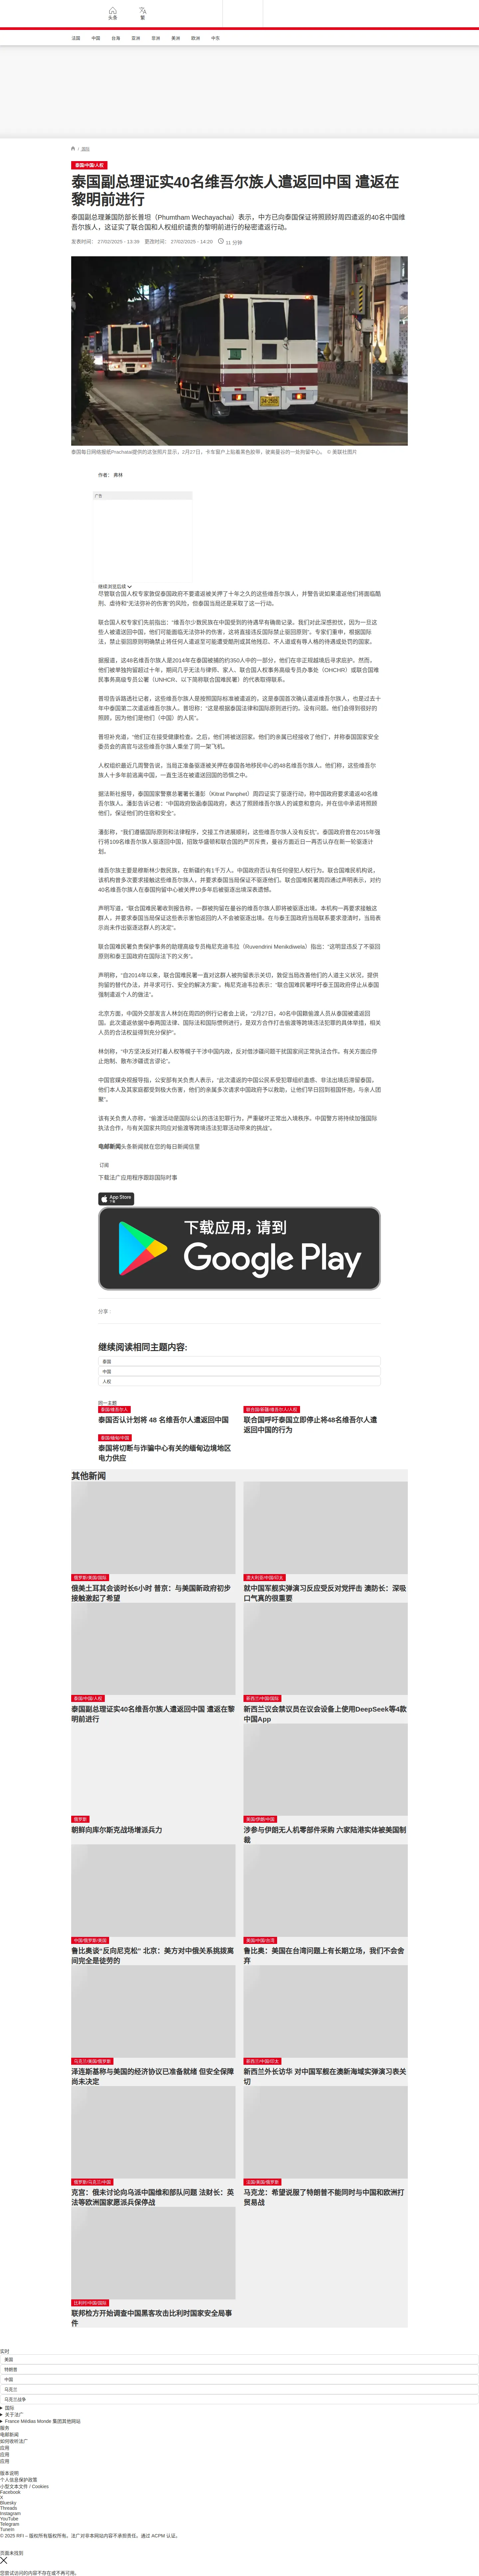 头条
繁
法国
中国
台海
亚洲
非洲
美洲
欧洲
中东
/ 国际
泰国/中国/人权
泰国副总理证实40名维吾尔族人遣返回中国 遣返在
黎明前进行
泰国副总理兼国防部长普坦（Phumtham Wechayachai）表示，中方已向泰国保证将照顾好周四遣返的40名中国维
吾尔族人，这证实了联合国和人权组织谴责的黎明前进行的秘密遣返行动。
发表时间： 27/02/2025 - 13:39 更改时间： 27/02/2025 - 14:20 11 分钟
泰国每日网络报纸Prachatai提供的这张照片显示，2月27日，卡车窗户上贴着黑色胶带，驶离曼谷的一处拘留中心。 © 美联社图片
作者： 弗林
广告
继续浏览后续
尽管联合国人权专家敦促泰国政府不要遣返被关押了十年之久的这些维吾尔族人，并警告说如果遣返他们将面临酷
刑、虐待和“无法弥补的伤害”的风险，但泰国当局还是采取了这一行动。
联合国人权专家们先前指出：“维吾尔少数民族在中国受到的待遇早有确凿记录。我们对此深感担忧，因为一旦这
些人被遣送回中国，他们可能面临无法弥补的伤害，这将直接违反国际禁止驱回原则”。专家们重申，根据国际
法，禁止驱回原则明确禁止将任何人遣返至可能遭受酷刑或其他残忍、不人道或有辱人格的待遇或处罚的国家。
据报道，这48名维吾尔族人是2014年在泰国被捕的约350人中的一部分，他们在非正规越境后寻求庇护。然而，
他们被单独拘留超过十年，期间几乎无法与律师、家人、联合国人权事务高级专员办事处（OHCHR）或联合国难
民事务高级专员公署（UNHCR，以下简称联合国难民署）的代表取得联系。
普坦告诉路透社记者，这些维吾尔族人是按照国际标准被遣返的，这是泰国首次确认遣返维吾尔族人，也是过去十
年中泰国第二次遣返维吾尔族人。普坦称：“这是根据泰国法律和国际原则进行的。没有问题。他们会得到很好的
照顾，因为他们是他们（中国）的人民”。
普坦补充道，“他们正在接受健康检查，之后，他们将被送回家。他们的亲属已经接收了他们”，并称泰国国家安全
委员会的高官与这些维吾尔族人乘坐了同一架飞机。
人权组织最近几周警告说，当局正准备驱逐被关押在泰国各地移民中心的48名维吾尔族人。他们称，这些维吾尔
族人十多年前逃离中国，一直生活在被遣送回国的恐惧之中。
据法新社报导，泰国国家警察总署署长潘彭（Kitrat Panphet）周四证实了驱逐行动，称中国政府要求遣返40名维
吾尔族人。潘彭告诉记者：“中国政府致函泰国政府，表达了照顾维吾尔族人的诚意和意向，并在信中承诺将照顾
他们，保证他们的住宿和安全”。
潘彭称，“我们遵循国际原则和法律程序，交接工作进展顺利，这些维吾尔族人没有反抗”。泰国政府曾在2015年强
行将109名维吾尔族人驱逐回中国，招致华盛顿和联合国的严厉斥责，曼谷方面近日一再否认存在新一轮驱逐计
划。
维吾尔族主要是穆斯林少数民族，在新疆约有1千万人。中国政府否认有任何侵犯人权行为。联合国难民机构说，
该机构曾多次要求接触这些维吾尔族人，并要求泰国当局保证不驱逐他们。联合国难民署周四通过声明表示，对约
40名维吾尔族人在泰国拘留中心被关押10多年后被驱逐出境深表遗憾。
声明写道，“联合国难民署收到报告称，一群被拘留在曼谷的维吾尔族人即将被驱逐出境。本机构一再要求接触这
群人，并要求泰国当局保证这些表示害怕返回的人不会被驱逐出境。在与泰王国政府当局联系要求澄清时，当局表
示尚未作出驱逐这群人的决定”。
联合国难民署负责保护事务的助理高级专员梅尼克迪韦拉（Ruvendrini Menikdiwela）指出：“这明显违反了不驱回
原则和泰王国政府在国际法下的义务”。
声明称，“自2014年以来，联合国难民署一直对这群人被拘留表示关切，敦促当局改善他们的人道主义状况，提供
拘留的替代办法，并寻求可行、安全的解决方案”。梅尼克迪韦拉表示：“联合国难民署呼吁泰王国政府停止从泰国
强制遣返个人的做法”。
北京方面，中国外交部发言人林剑在周四的例行记者会上说，“2月27日，40名中国籍偷渡人员从泰国被遣返回
国。此次遣返依据中泰两国法律、国际法和国际惯例进行，是双方合作打击偷渡等跨境违法犯罪的具体举措，相关
人员的合法权益得到充分保护”。
林剑称，“中方坚决反对打着人权等幌子干涉中国内政，反对借涉疆问题干扰国家间正常执法合作。有关方面应停
止炮制、散布涉疆谎言谬论”。
中国官媒央视报导指，公安部有关负责人表示，“此次遣返的中国公民系受犯罪组织蛊惑、非法出境后滞留泰国，
他们本人及其家庭都受到极大伤害，他们的亲属多次请求中国政府予以救助，让他们早日回到祖国怀抱，与亲人团
聚”。
该有关负责人亦称，“偷渡活动是国际公认的违法犯罪行为，严重破坏正常出入境秩序。中国警方将持续加强国际
执法合作，与有关国家共同应对偷渡等跨境违法犯罪活动带来的挑战”。
电邮新闻头条新闻就在您的每日新闻信里
订阅
下载法广应用程序跟踪国际时事
App Store
下载应用，请到
Google Play
分享 :
继续阅读相同主题内容:
泰国
中国
人权
同一主题
泰国/维吾尔人
泰国否认计划将 48 名维吾尔人遣返回中国
联合国/新疆/维吾尔人/人权
联合国呼吁泰国立即停止将48名维吾尔人遣
返回中国的行为
泰国/缅甸/中国
泰国将切断与诈骗中心有关的缅甸边境地区
电力供应
其他新闻
俄罗斯/美国/国际
俄美土耳其会谈时长6小时 普京：与美国新政府初步
接触激起了希望
澳大利亚/中国/印太
就中国军舰实弹演习反应受反对党抨击 澳防长：深吸
口气真的很重要
泰国/中国/人权
泰国副总理证实40名维吾尔族人遣返回中国 遣返在黎
明前进行
新西兰/中国/国际
新西兰议会禁议员在议会设备上使用DeepSeek等4款
中国App
俄罗斯
朝鲜向库尔斯克战场增派兵力
美国/伊朗/中国
涉参与伊朗无人机零部件采购 六家陆港实体被美国制
裁
中国/俄罗斯/美国
鲁比奥谈“反向尼克松” 北京：美方对中俄关系挑拨离
间完全是徒劳的
美国/中国/台湾
鲁比奥：美国在台湾问题上有长期立场，我们不会舍
弃
乌克兰/美国/俄罗斯
泽连斯基称与美国的经济协议已准备就绪 但安全保障
尚未决定
新西兰/中国/印太
新西兰外长访华 对中国军舰在澳新海域实弹演习表关
切
俄罗斯/乌克兰/中国
克宫：俄未讨论向乌派中国维和部队问题 法财长：英
法等欧洲国家愿派兵保停战
法国/美国/俄罗斯
马克龙：希望说服了特朗普不能同时与中国和欧洲打
贸易战
比利时/中国/国际
联邦检方开始调查中国黑客攻击比利时国家安全局事
件
实时
美国
特朗普
中国
乌克兰
乌克兰战争
国际
关于法广
France Médias Monde 集团其他网站
服务
电邮新闻
如何收听法广
应用
应用
应用
版本说明
个人信息保护政策
小型文本文件 / Cookies
Facebook
X
Bluesky
Threads
Instagram
YouTube
Telegram
TuneIn
© 2025 RFI – 版权所有版权所有。法广对非本网站内容不承担责任。通过 ACPM 认证。
页面未找到
您尝试访问的内容不存在或不再可用。